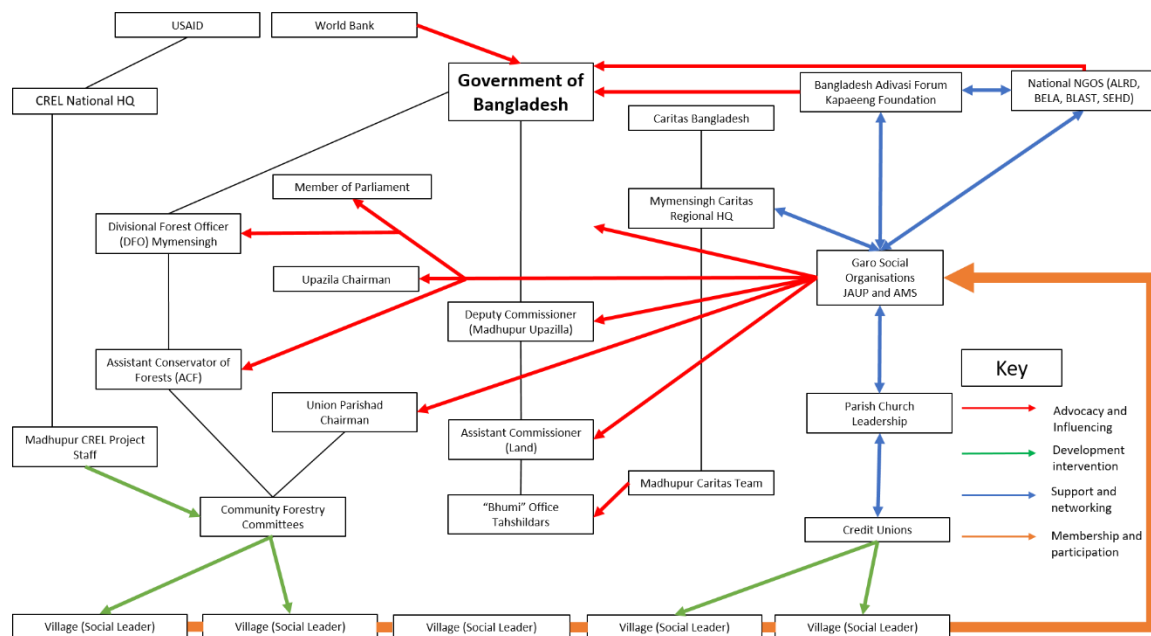 USAID
World Bank
Government of
Bangladesh
CREL National HQ
Bangladesh Adivasi Forum
Kapaeeng Foundation
National NGOS (ALRD,
BELA, BLAST, SEHD)
Caritas Bangladesh
Member of Parliament
Mymensingh Caritas
Regional HQ
Divisional Forest Officer
(DFO) Mymensingh
Upazila Chairman
Garo Social
Organisations
JAUP and AMS
Deputy Commissioner
(Madhupur Upazilla)
Assistant Conservator of
Forests (ACF)
Key
Union Parishad
Chairman
Parish Church
Leadership
Advocacy and
Influencing
Madhupur CREL Project
Staff
Assistant Commissioner
(Land)
Development
intervention
Madhupur Caritas Team
Support and
networking
Community Forestry
Committees
“Bhumi” Office
Tahshildars
Credit Unions
Membership and
participation
Village (Social Leader)
Village (Social Leader)
Village (Social Leader)
Village (Social Leader)
Village (Social Leader)